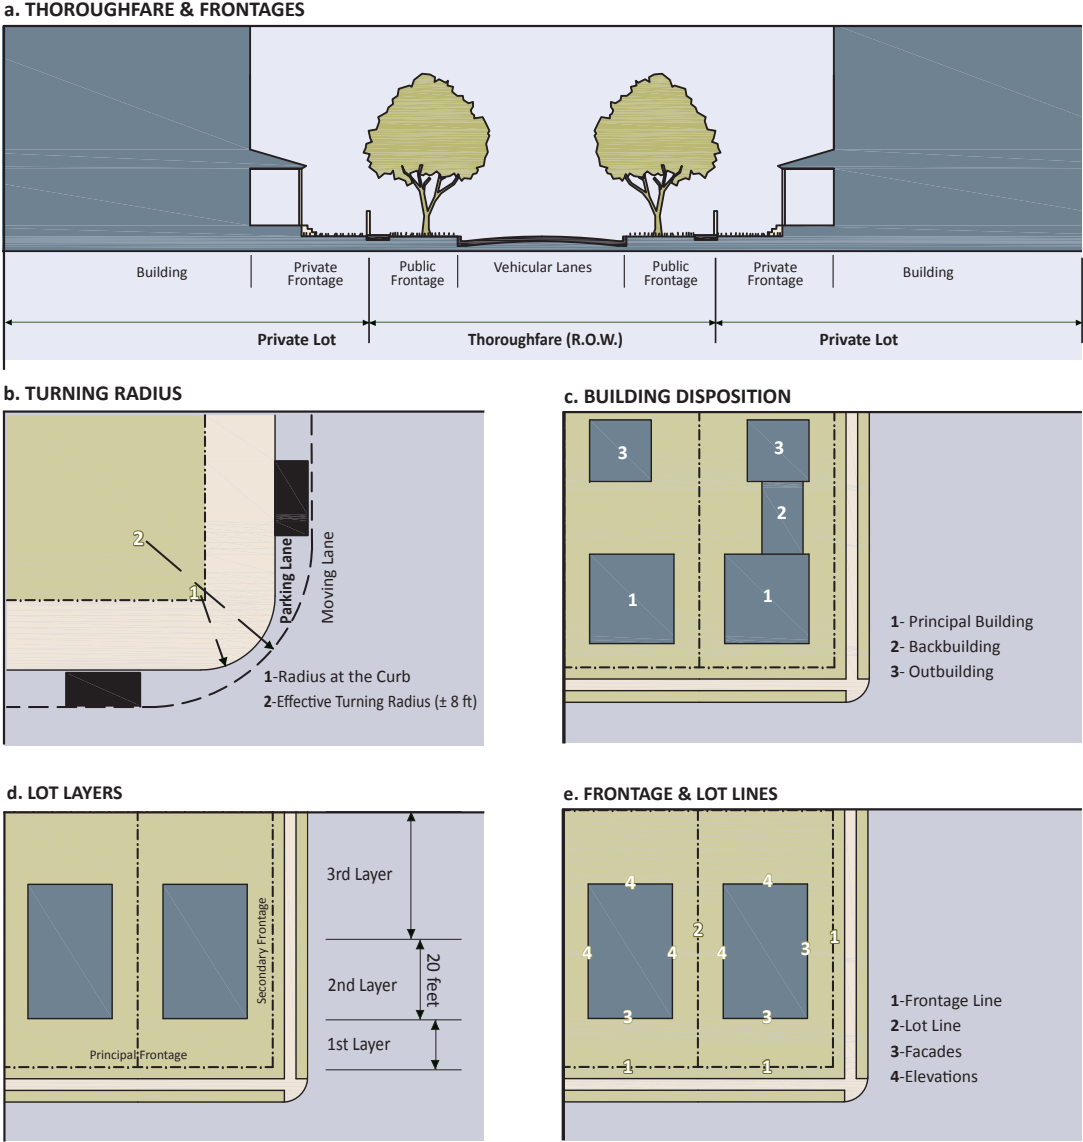 a. THOROUGHFARE & FRONTAGES
Building
Private
Frontage
Public
Frontage
Vehicular Lanes
Public
Frontage
Private
Frontage
Building
Private Lot
Thoroughfare (R.O.W.)
Private Lot
b. TURNING RADIUS
2
1
Parking Lane
Moving Lane
1-Radius at the Curb
2-Effective Turning Radius (± 8 ft)
c. BUILDING DISPOSITION
3
3
2
1
1
1- Principal Building
2- Backbuilding
3- Outbuilding
d. LOT LAYERS
3rd Layer
Secondary Frontage
20 feet
2nd Layer
1st Layer
Principal Frontage
e. FRONTAGE & LOT LINES
4
4
2
1
4
4
4
3
3
3
1
1
1-Frontage Line
2-Lot Line
3-Facades
4-Elevations